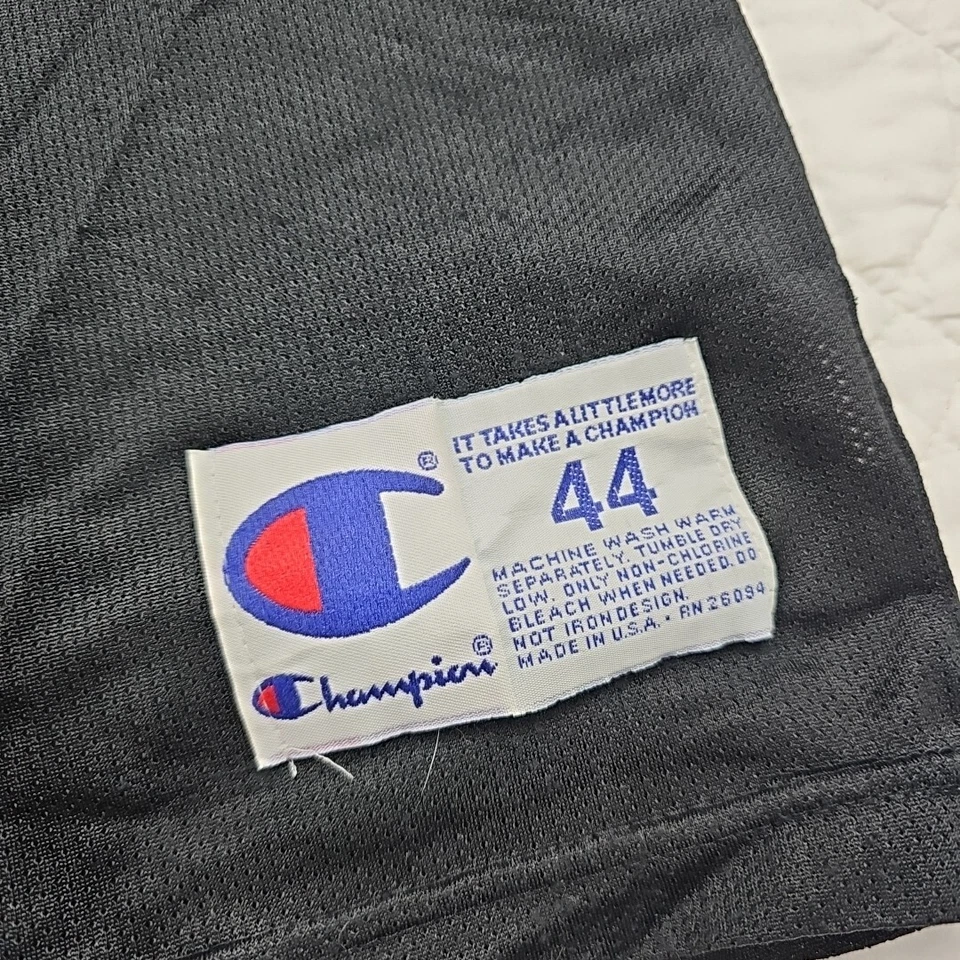 ®
Champion®
IT TAKES A LITTLE MORE
TO MAKE A CHAMPION
44
MACHINE WASH WARM
SEPARATELY. TUMBLE DRY
LOW. ONLY NON-CHLORINE
BLEACH WHEN NEEDED. DO
NOT IRON DESIGN.
MADE IN U.S.A. • RN 26094